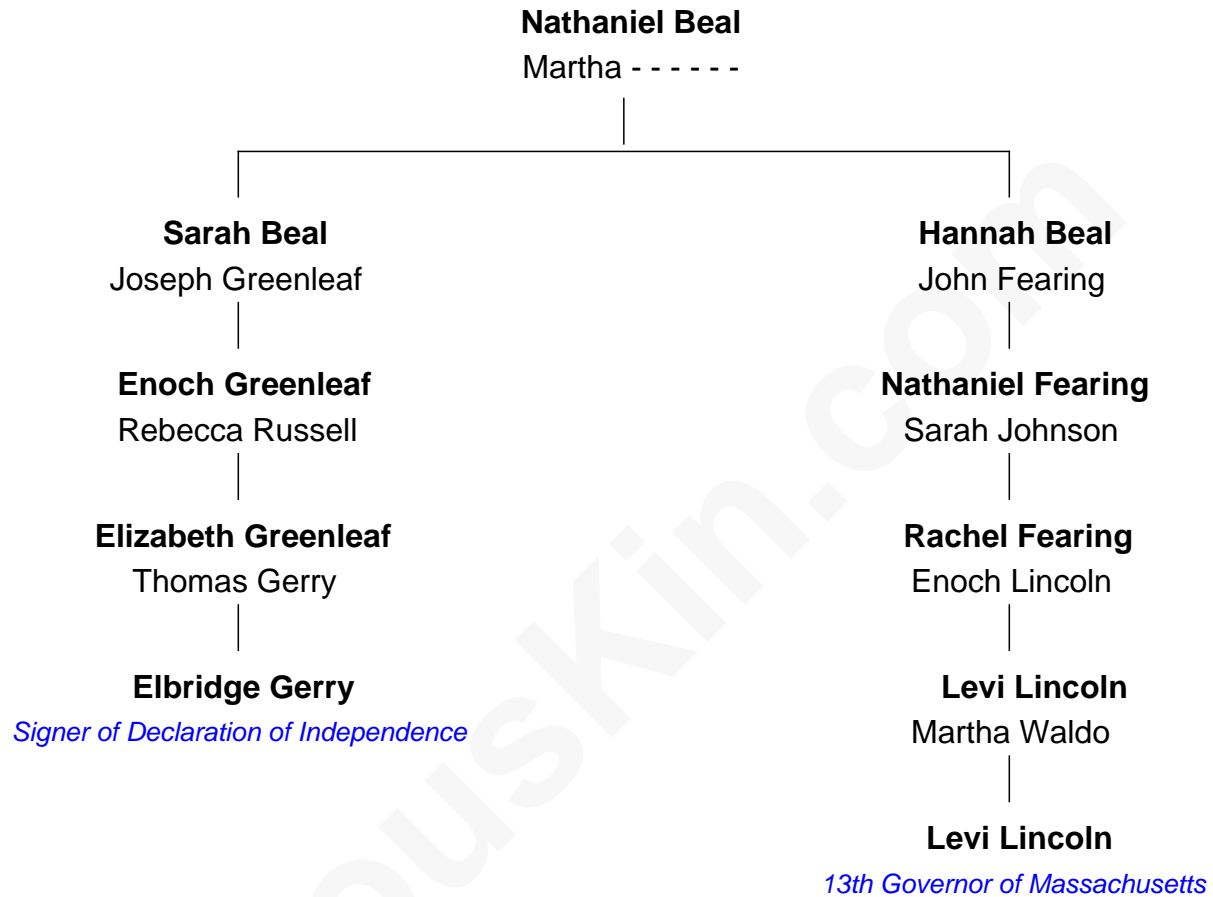 Nathaniel Beal
Martha - - - - - -
Sarah Beal
Joseph Greenleaf
Hannah Beal
John Fearing
Enoch Greenleaf
Rebecca Russell
Nathaniel Fearing
Sarah Johnson
Elizabeth Greenleaf
Thomas Gerry
Rachel Fearing
Enoch Lincoln
Elbridge Gerry
Signer of Declaration of Independence
Levi Lincoln
Martha Waldo
Levi Lincoln
13th Governor of Massachusetts
ousKin.com